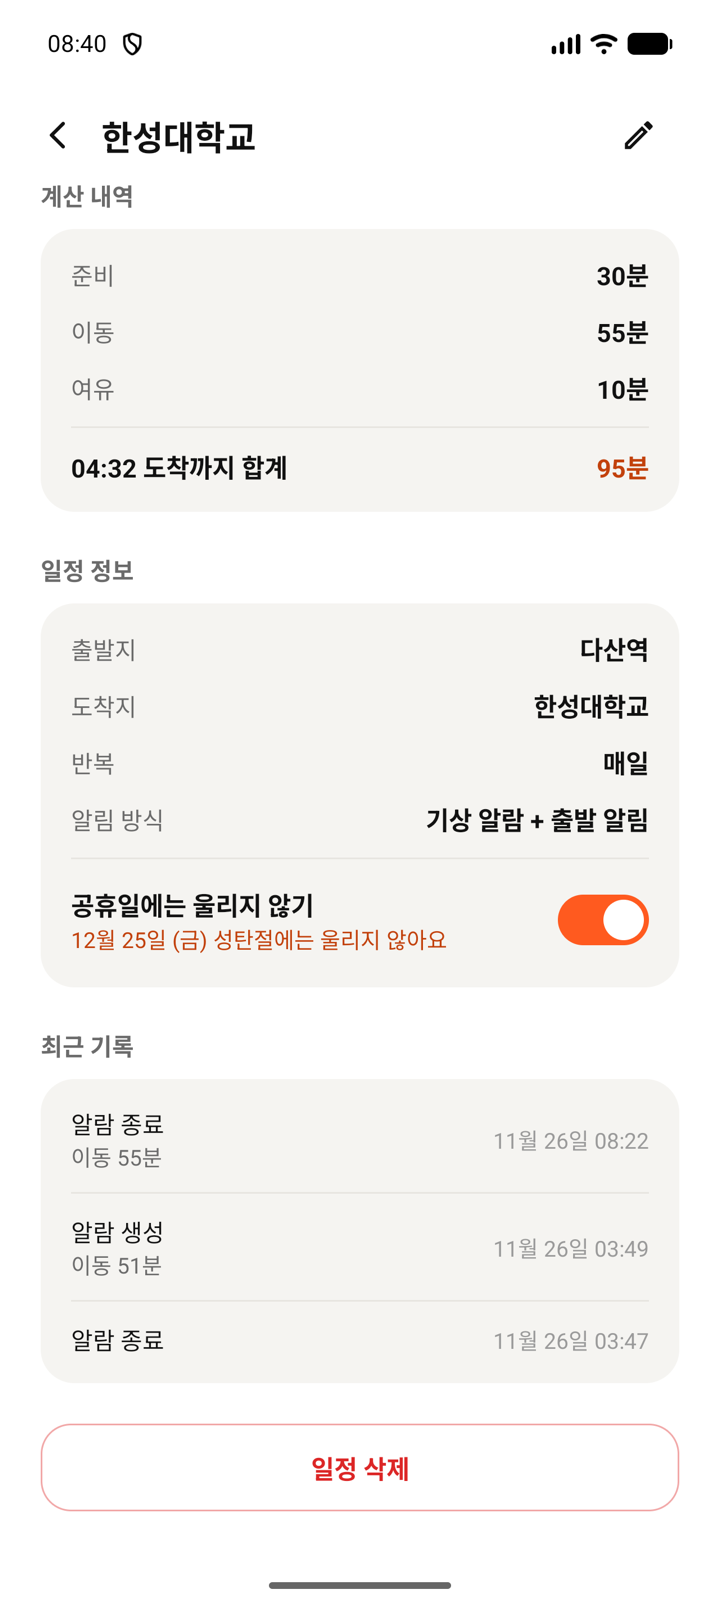 08:40
한성대학교
계산 내역
준비 30분
이동 55분
여유 10분
04:32 도착까지 합계 95분
일정 정보
출발지 다산역
도착지 한성대학교
반복 매일
알림 방식 기상 알람 + 출발 알림
공휴일에는 울리지 않기
12월 25일 (금) 성탄절에는 울리지 않아요
최근 기록
알람 종료
이동 55분
11월 26일 08:22
알람 생성
이동 51분
11월 26일 03:49
알람 종료 11월 26일 03:47
일정 삭제